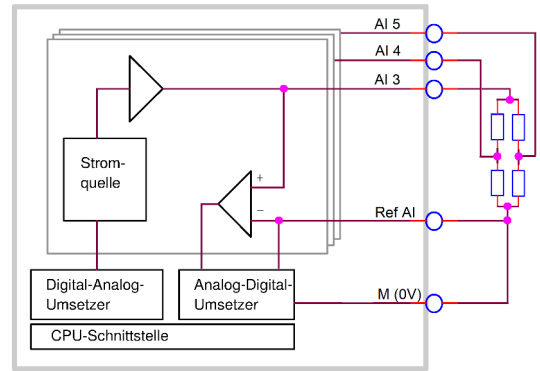 AI 5
AI 4
AI 3
Strom-
quelle
+
−
Ref AI
Digital-Analog-
Umsetzer
Analog-Digital-
Umsetzer
M (0V)
CPU-Schnittstelle